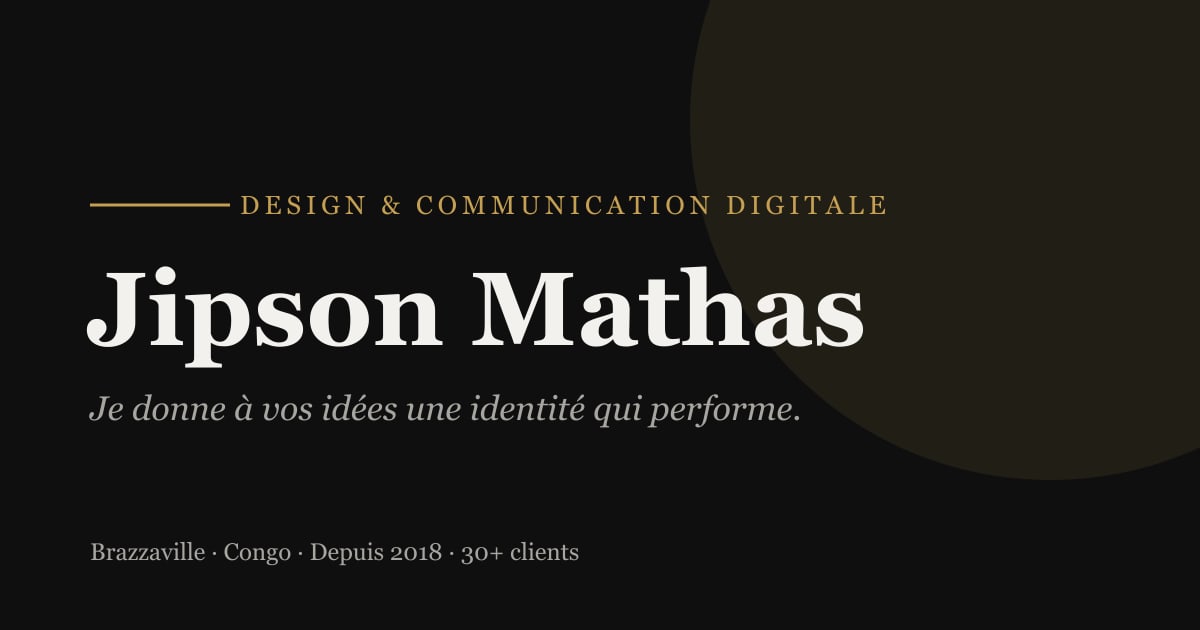 DESIGN & COMMUNICATION DIGITALE
Jipson Mathas
Je donne à vos idées une identité qui performe.
Brazzaville · Congo · Depuis 2018 · 30+ clients